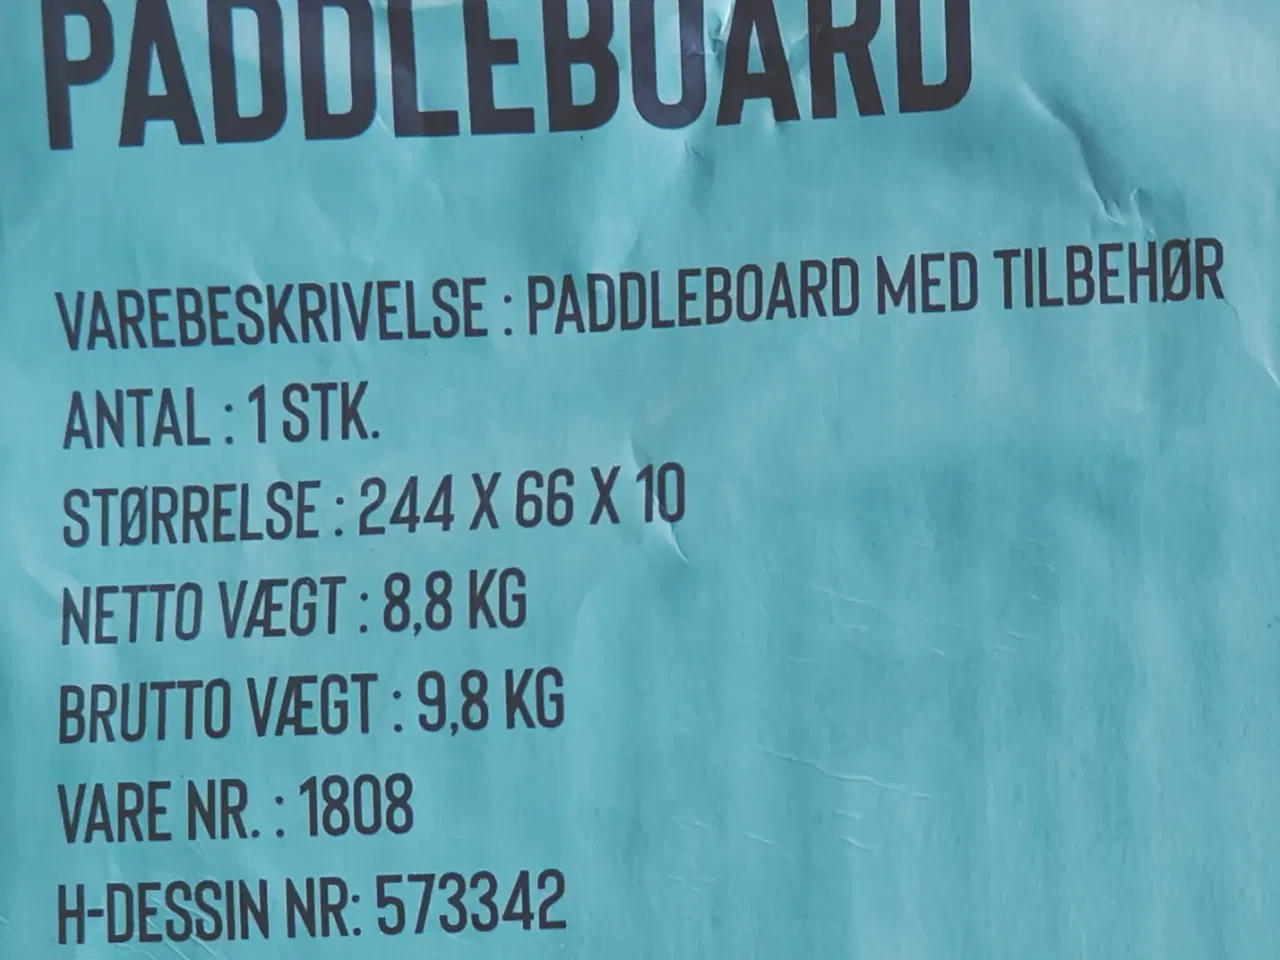 PADDLEBOARD
VAREBESKRIVELSE : PADDLEBOARD MED TILBEHØR
ANTAL : 1 STK.
STØRRELSE : 244 X 66 X 10
NETTO VÆGT : 8,8 KG
BRUTTO VÆGT : 9,8 KG
VARE NR. : 1808
H-DESSIN NR: 573342